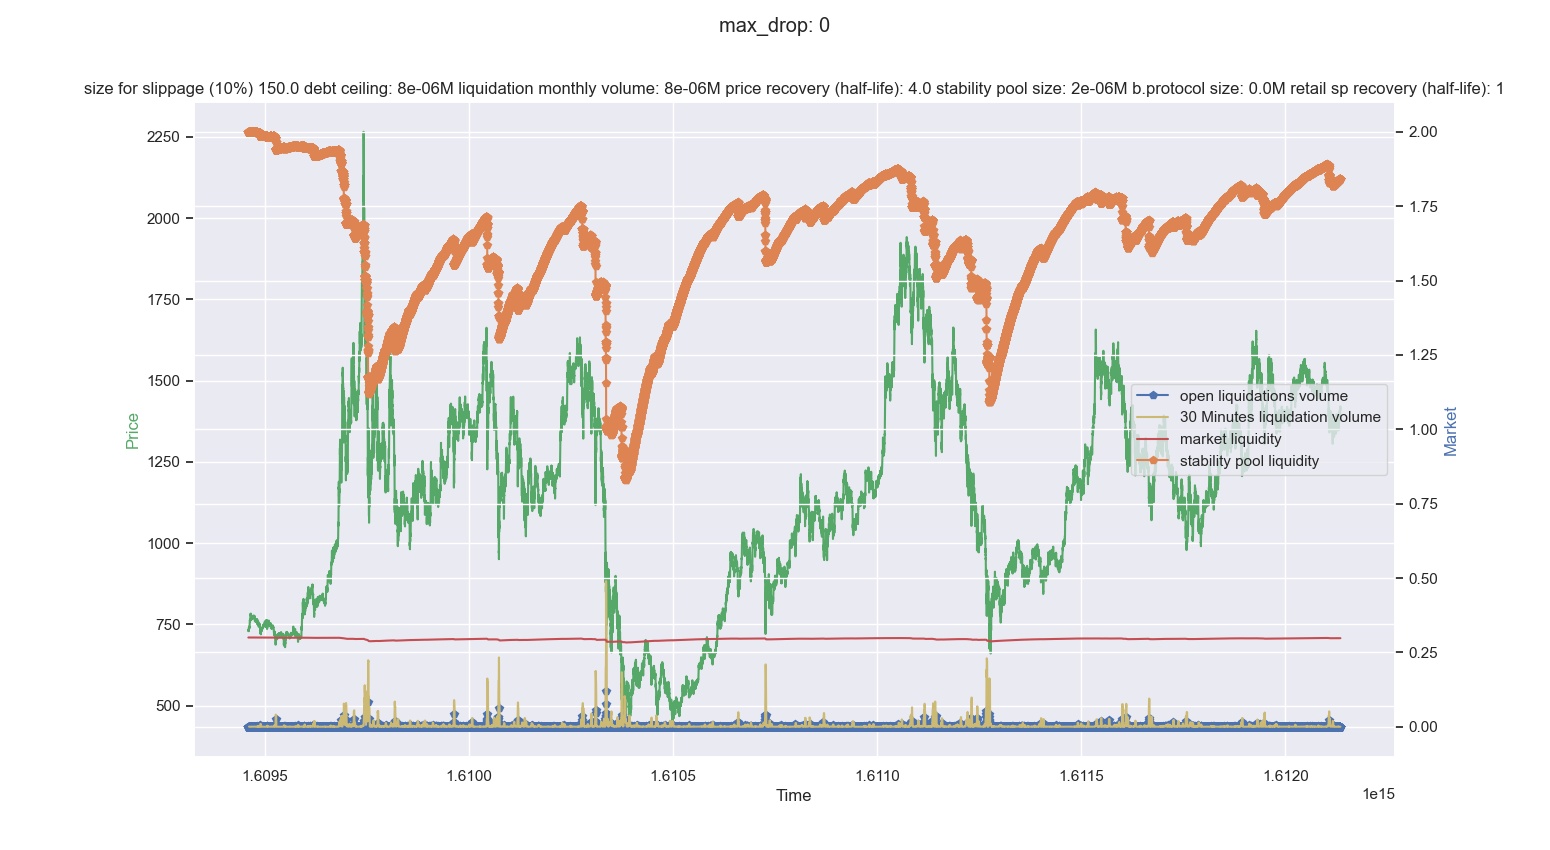 max_drop: 0
size for slippage (10%) 150.0 debt ceiling: 8e-06M liquidation monthly volume: 8e-06M price recovery (half-life): 4.0 stability pool size: 2e-06M b.protocol size: 0.0M retail sp recovery (half-life): 1
2250
2000
1750
1500
1250
1000
750
500
Price
2.00
1.75
1.50
1.25
1.00
0.75
0.50
0.25
0.00
Market
open liquidations volume
30 Minutes liquidation volume
market liquidity
stability pool liquidity
1.6095 1.6100 1.6105 1.6110 1.6115 1.6120
Time
1e15